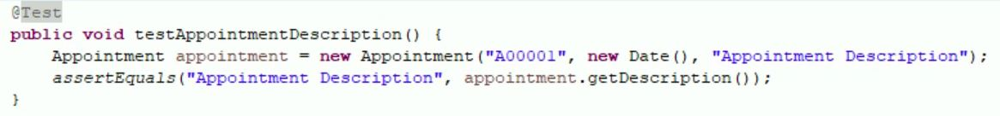 @Test
public void testAppointmentDescription() {
    Appointment appointment = new Appointment("A00001", new Date(), "Appointment Description");
    assertEquals("Appointment Description", appointment.getDescription());
}